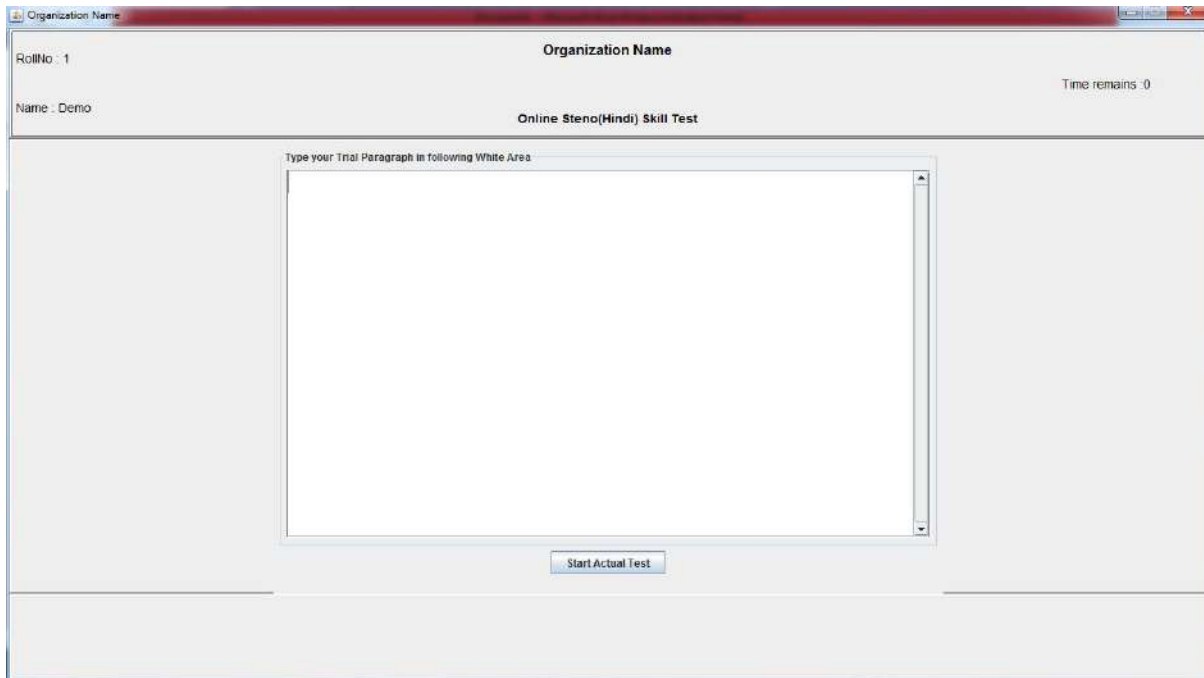 Organization Name
Organization Name
RollNo : 1
Time remains :0
Name : Demo
Online Steno(Hindi) Skill Test
Type your Trial Paragraph in following White Area
Start Actual Test